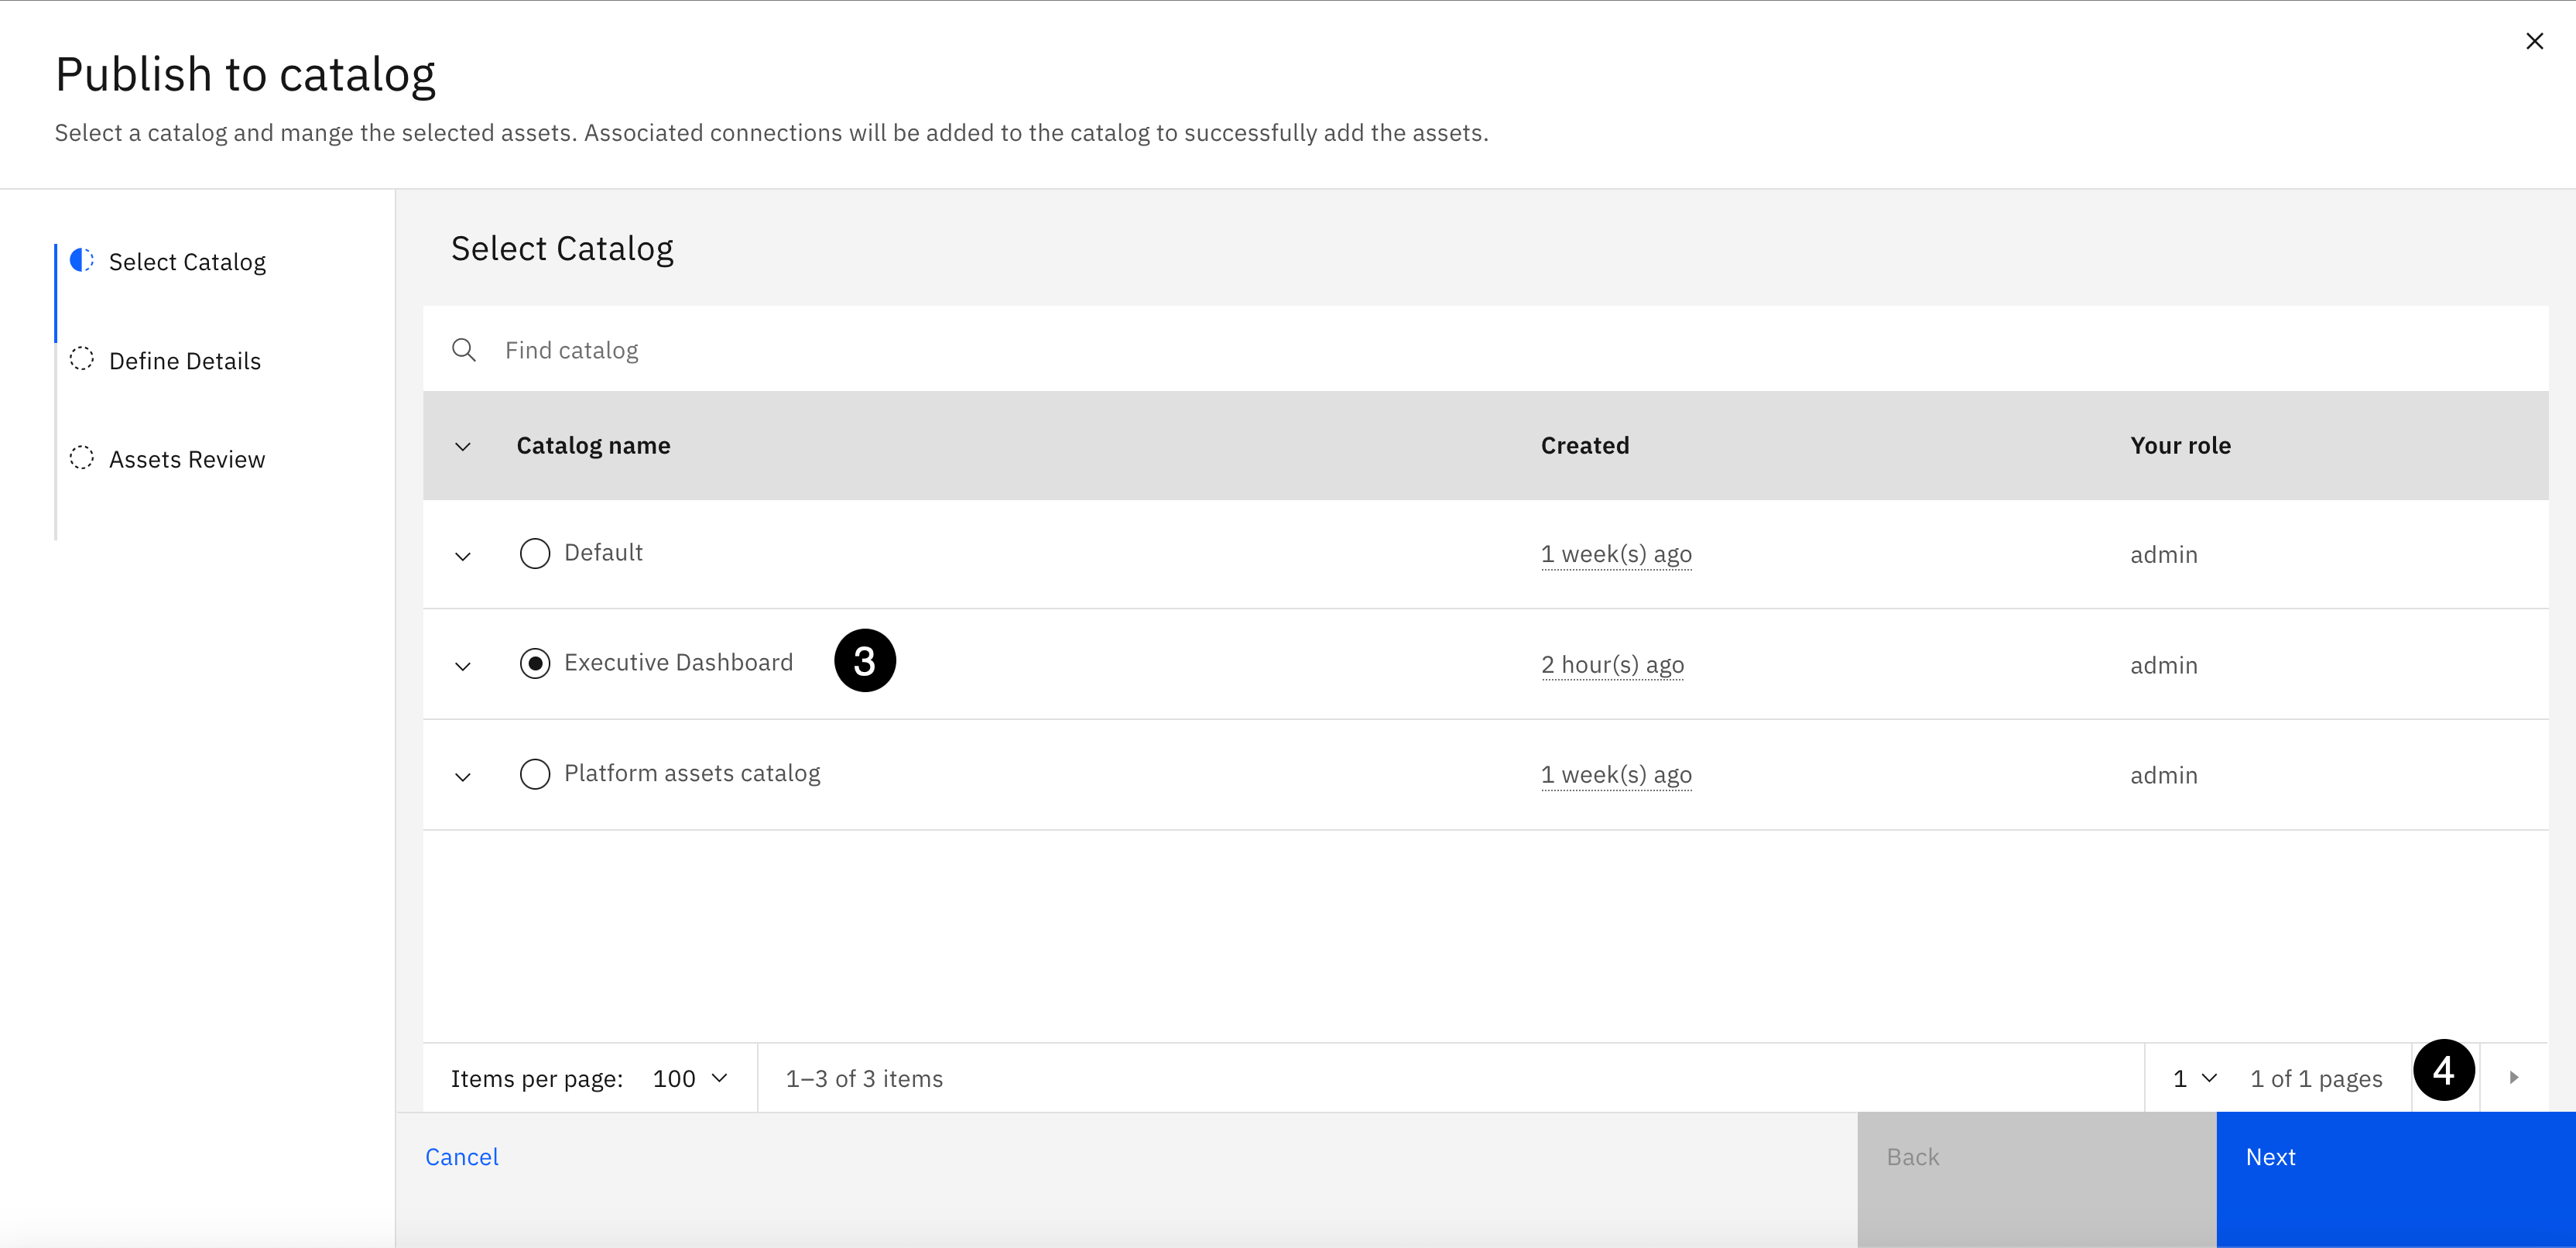 Publish to catalog
Select a catalog and mange the selected assets. Associated connections will be added to the catalog to successfully add the assets.
Select Catalog
Define Details
Assets Review
Select Catalog
Find catalog
Catalog name Created Your role
Default 1 week(s) ago admin
Executive Dashboard 3 2 hour(s) ago admin
Platform assets catalog 1 week(s) ago admin
Items per page: 100 1–3 of 3 items 1 1 of 1 pages 4
Cancel Back Next